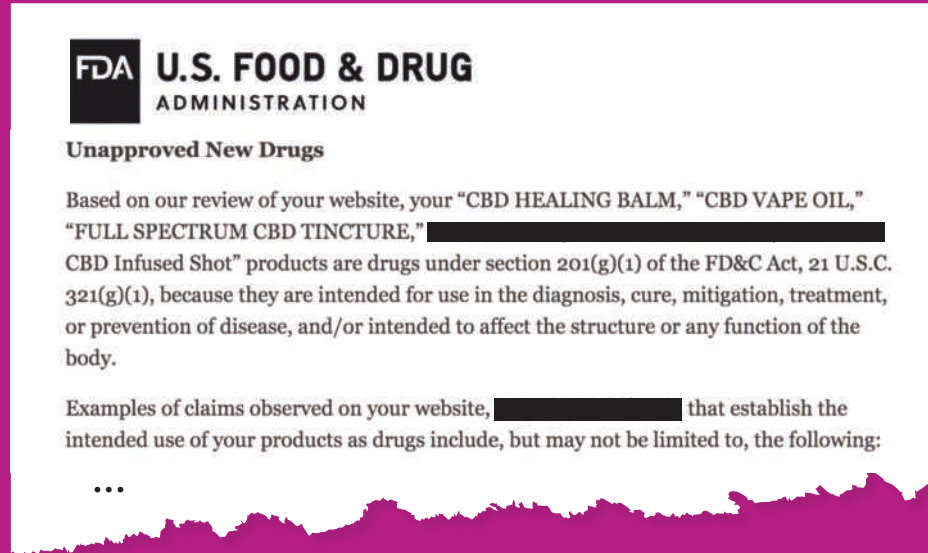 FDA U.S. FOOD & DRUG
ADMINISTRATION
Unapproved New Drugs
Based on our review of your website, your “CBD HEALING BALM,” “CBD VAPE OIL,”
“FULL SPECTRUM CBD TINCTURE,”
CBD Infused Shot” products are drugs under section 201(g)(1) of the FD&C Act, 21 U.S.C.
321(g)(1), because they are intended for use in the diagnosis, cure, mitigation, treatment,
or prevention of disease, and/or intended to affect the structure or any function of the
body.
Examples of claims observed on your website, that establish the
intended use of your products as drugs include, but may not be limited to, the following:
...